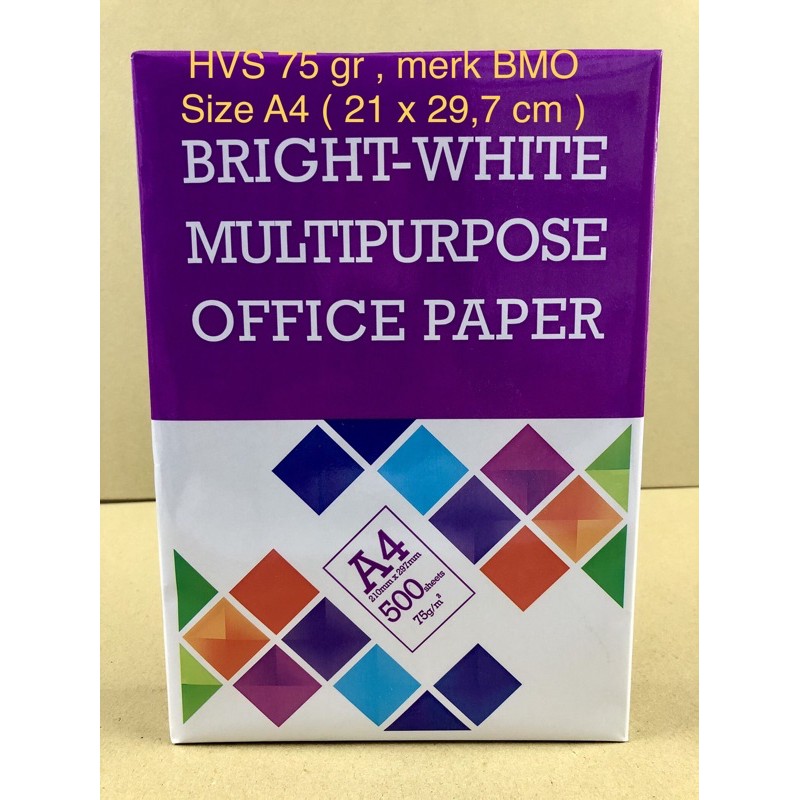 HVS 75 gr , merk BMO
Size A4 ( 21 x 29,7 cm )
BRIGHT-WHITE
MULTIPURPOSE
OFFICE PAPER
A4
210mm x 297mm
500 sheets
75g/m³